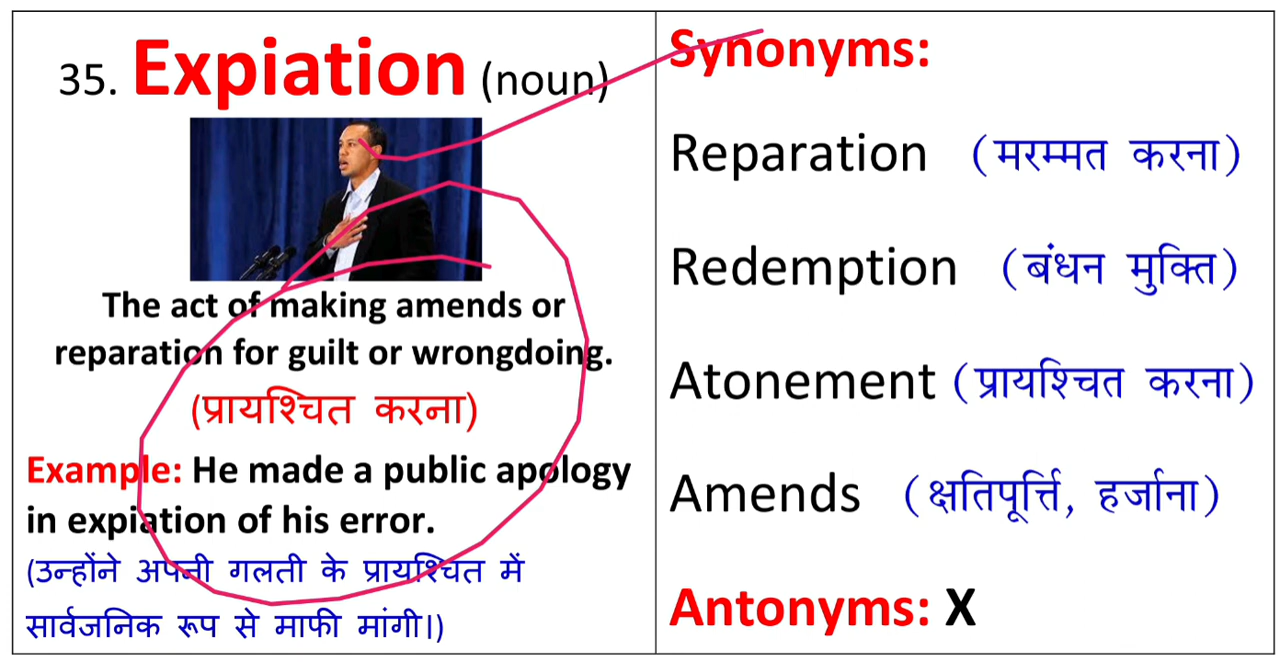 35. Expiation (noun)
The act of making amends or
reparation for guilt or wrongdoing.
(प्रायश्चित करना)
Example: He made a public apology
in expiation of his error.
(उन्होंने अपनी गलती के प्रायश्चित में
सार्वजनिक रूप से माफी मांगी।)
Synonyms:
Reparation (मरम्मत करना)
Redemption (बंधन मुक्ति)
Atonement (प्रायश्चित करना)
Amends (क्षतिपूर्त्ति, हर्जाना)
Antonyms: X